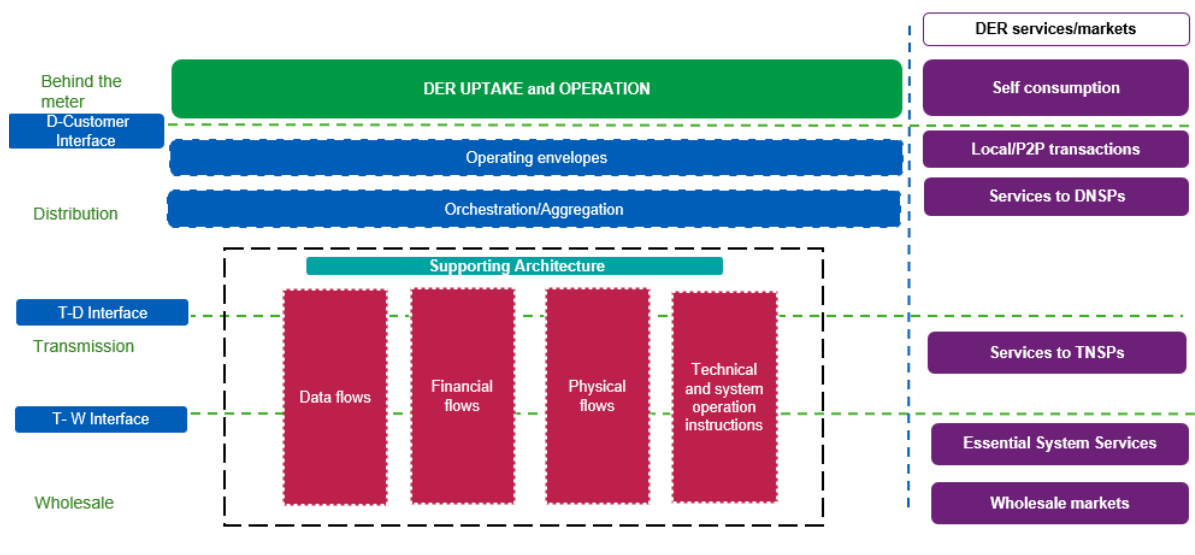 DER services/markets
Behind the
meter
DER UPTAKE and OPERATION
Self consumption
D-Customer
Interface
Operating envelopes
Local/P2P transactions
Distribution
Orchestration/Aggregation
Services to DNSPs
Supporting Architecture
T-D Interface
Transmission
Services to TNSPs
Data flows
Financial
flows
Physical
flows
Technical
and system
operation
instructions
T- W Interface
Essential System Services
Wholesale
Wholesale markets